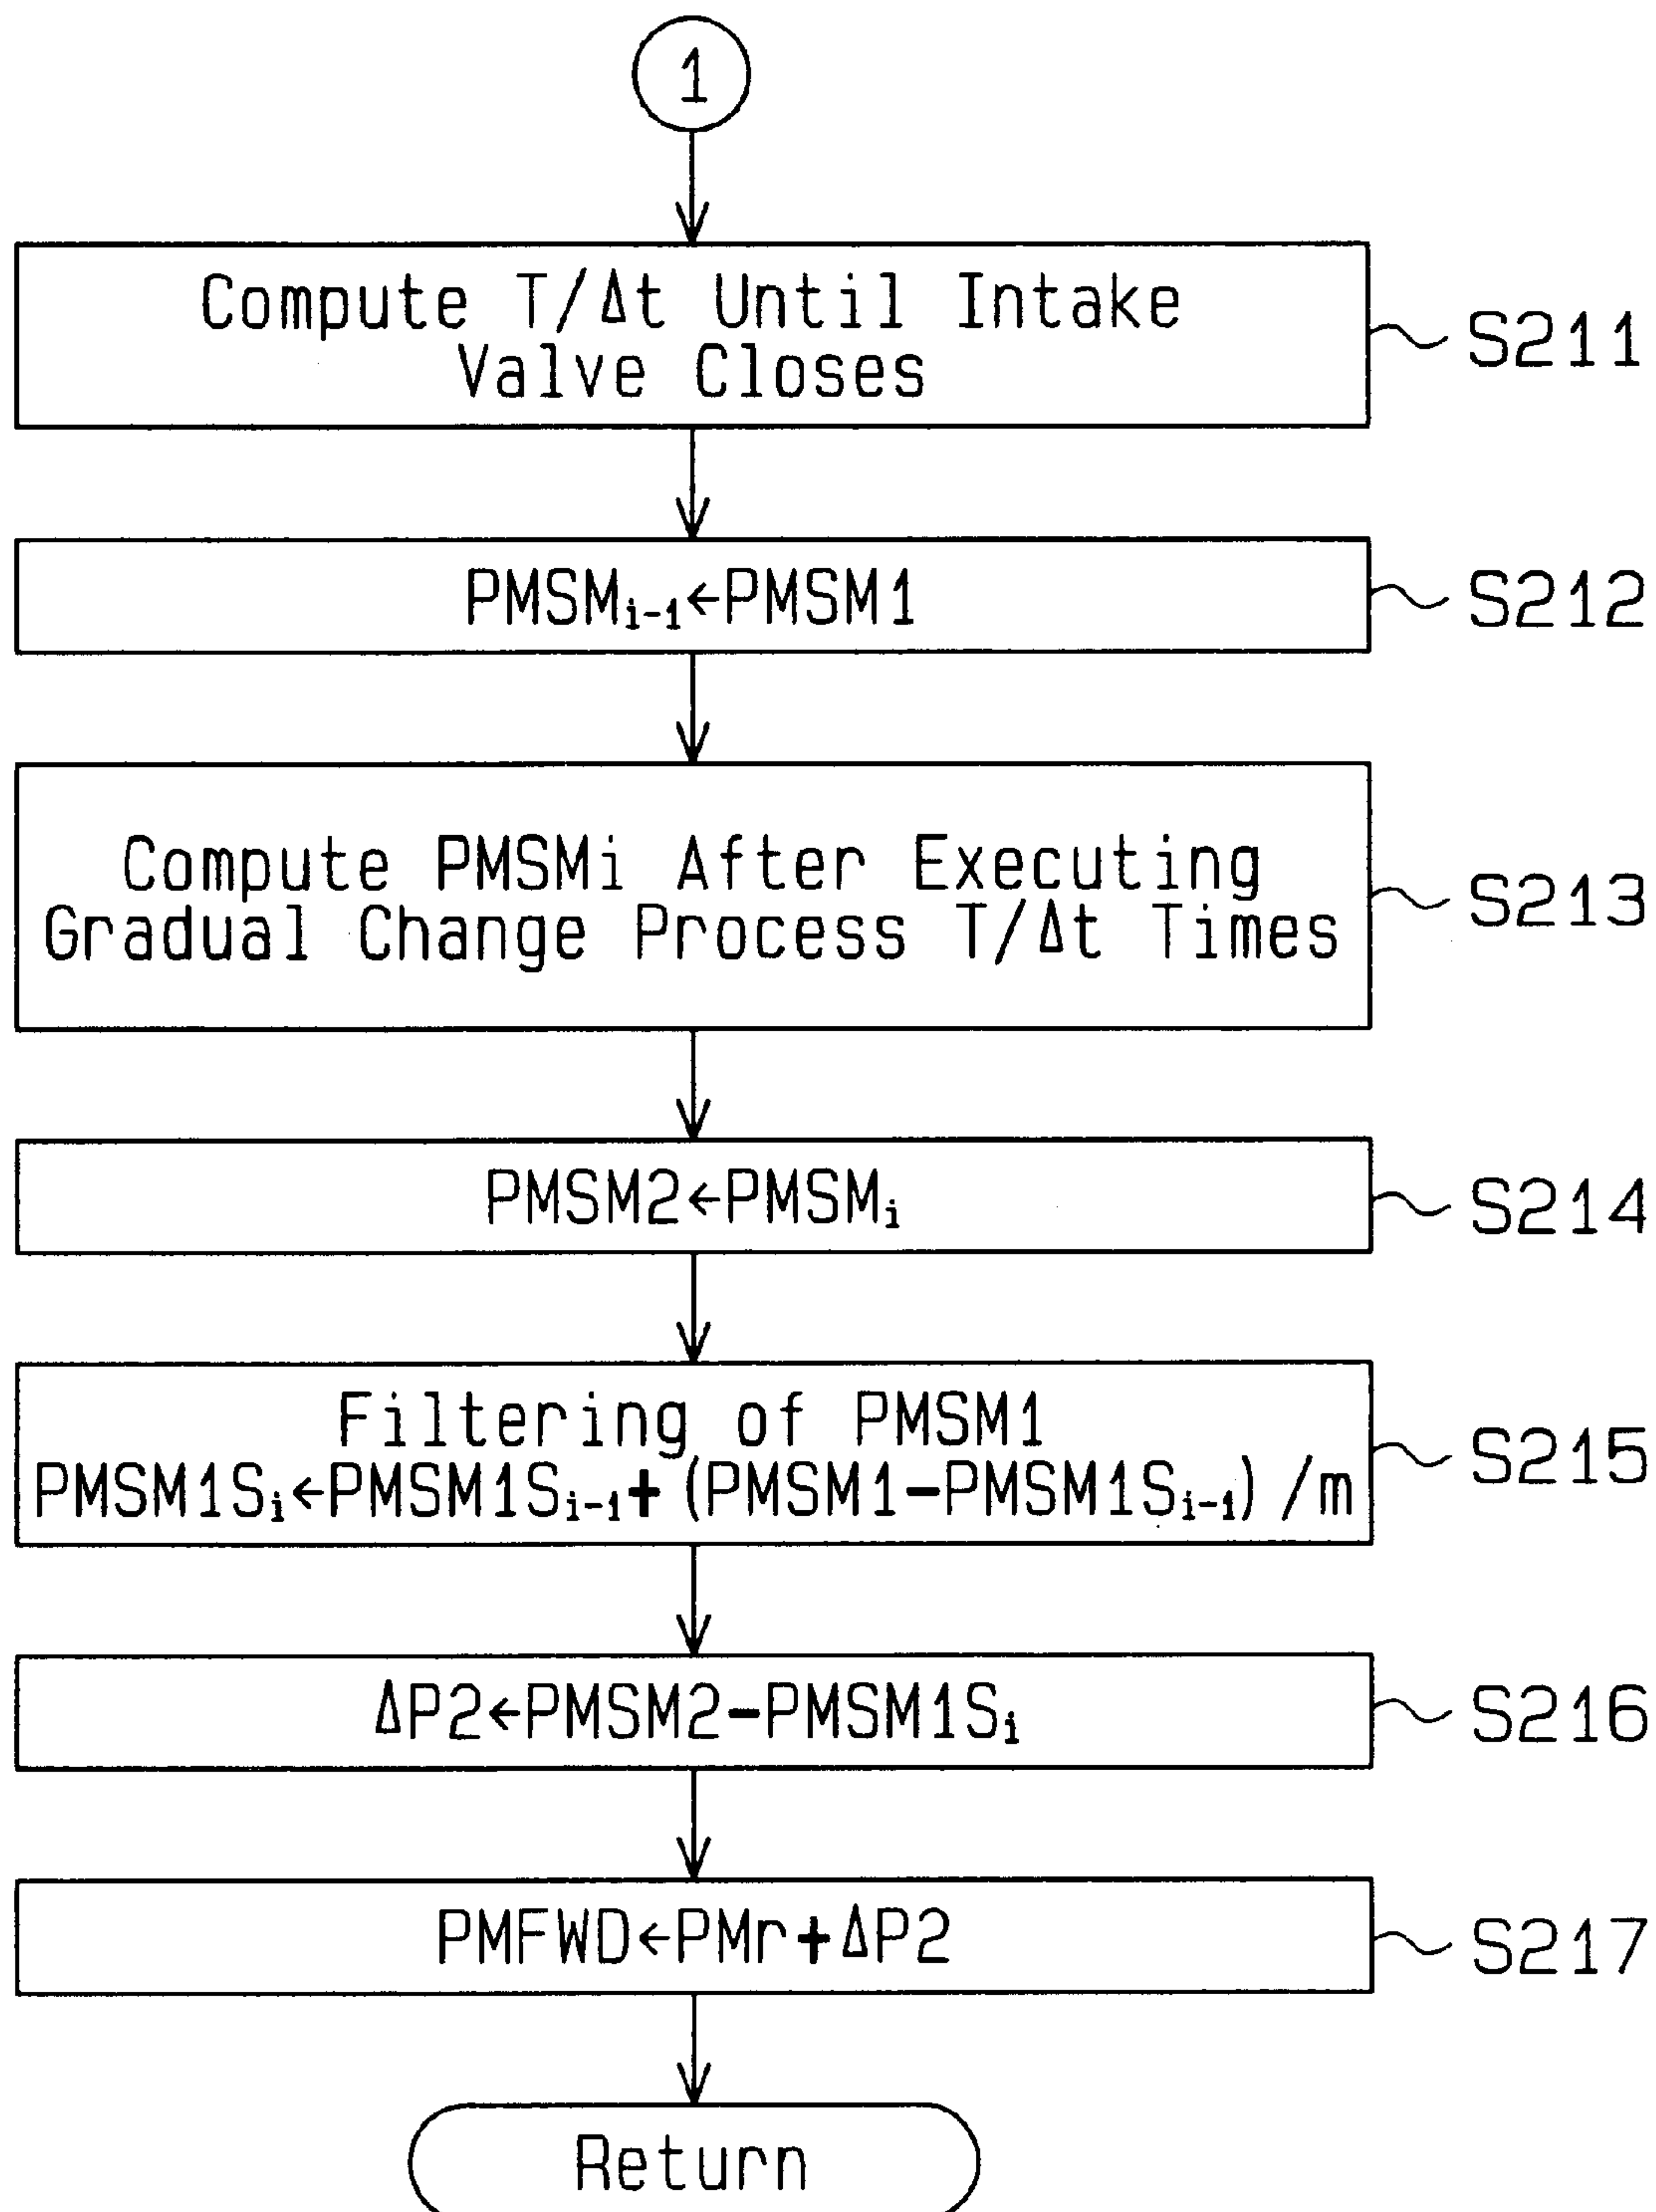 1
Compute T/Δt Until Intake
Valve Closes
S211
PMSMᵢ₋₁←PMSM1
S212
Compute PMSMi After Executing
Gradual Change Process T/Δt Times
S213
PMSM2←PMSMᵢ
S214
Filtering of PMSM1
PMSM1Sᵢ←PMSM1Sᵢ₋₁+(PMSM1-PMSM1Sᵢ₋₁)/m
S215
ΔP2←PMSM2-PMSM1Sᵢ
S216
PMFWD←PMr+ΔP2
S217
Return